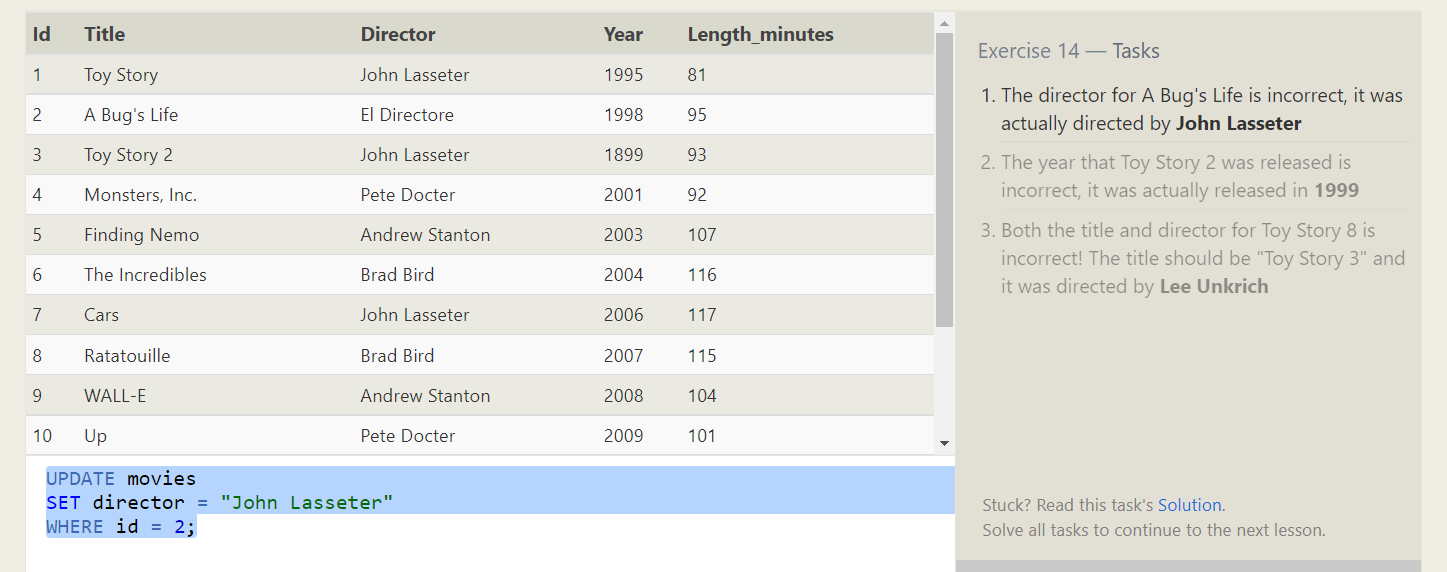 Id Title Director Year Length_minutes
1 Toy Story John Lasseter 1995 81
2 A Bug's Life El Directore 1998 95
3 Toy Story 2 John Lasseter 1899 93
4 Monsters, Inc. Pete Docter 2001 92
5 Finding Nemo Andrew Stanton 2003 107
6 The Incredibles Brad Bird 2004 116
7 Cars John Lasseter 2006 117
8 Ratatouille Brad Bird 2007 115
9 WALL-E Andrew Stanton 2008 104
10 Up Pete Docter 2009 101
UPDATE movies
SET director = "John Lasseter"
WHERE id = 2;
Exercise 14 — Tasks
1. The director for A Bug's Life is incorrect, it was
actually directed by John Lasseter
2. The year that Toy Story 2 was released is
incorrect, it was actually released in 1999
3. Both the title and director for Toy Story 8 is
incorrect! The title should be "Toy Story 3" and
it was directed by Lee Unkrich
Stuck? Read this task's Solution.
Solve all tasks to continue to the next lesson.